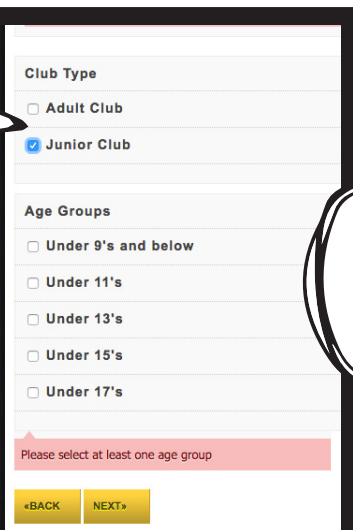 Club Type
Adult Club
Junior Club
Age Groups
Under 9's and below
Under 11's
Under 13's
Under 15's
Under 17's
Please select at least one age group
«BACK NEXT»